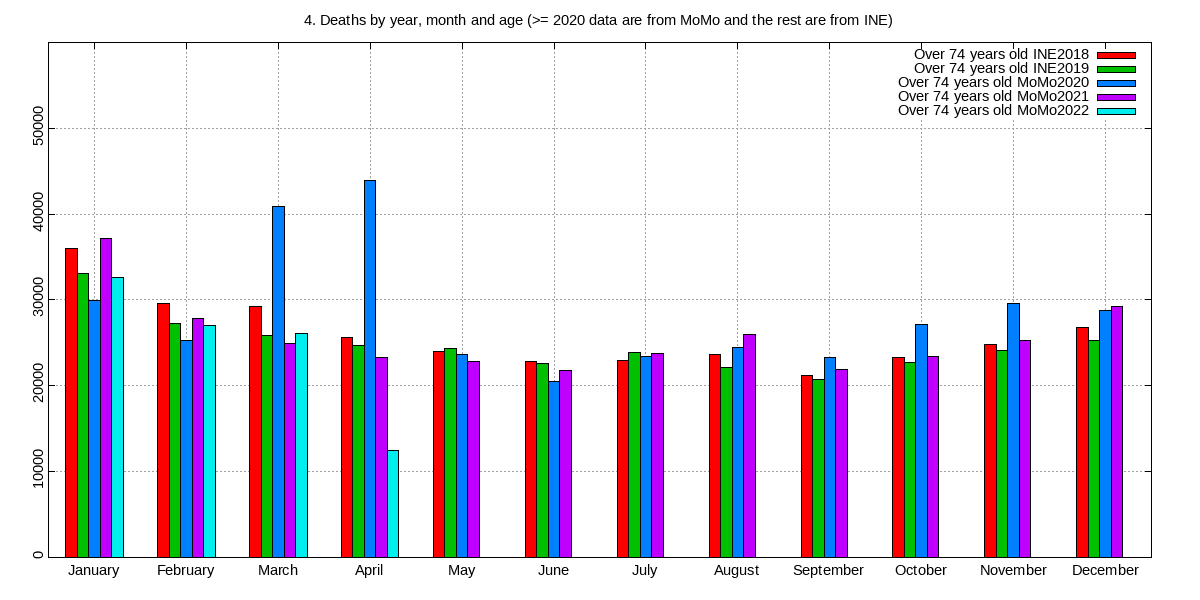 4. Deaths by year, month and age (>= 2020 data are from MoMo and the rest are from INE)
Over 74 years old INE2018
Over 74 years old INE2019
Over 74 years old MoMo2020
Over 74 years old MoMo2021
Over 74 years old MoMo2022
50000
40000
30000
20000
10000
0
January February March April May June July August September October November December